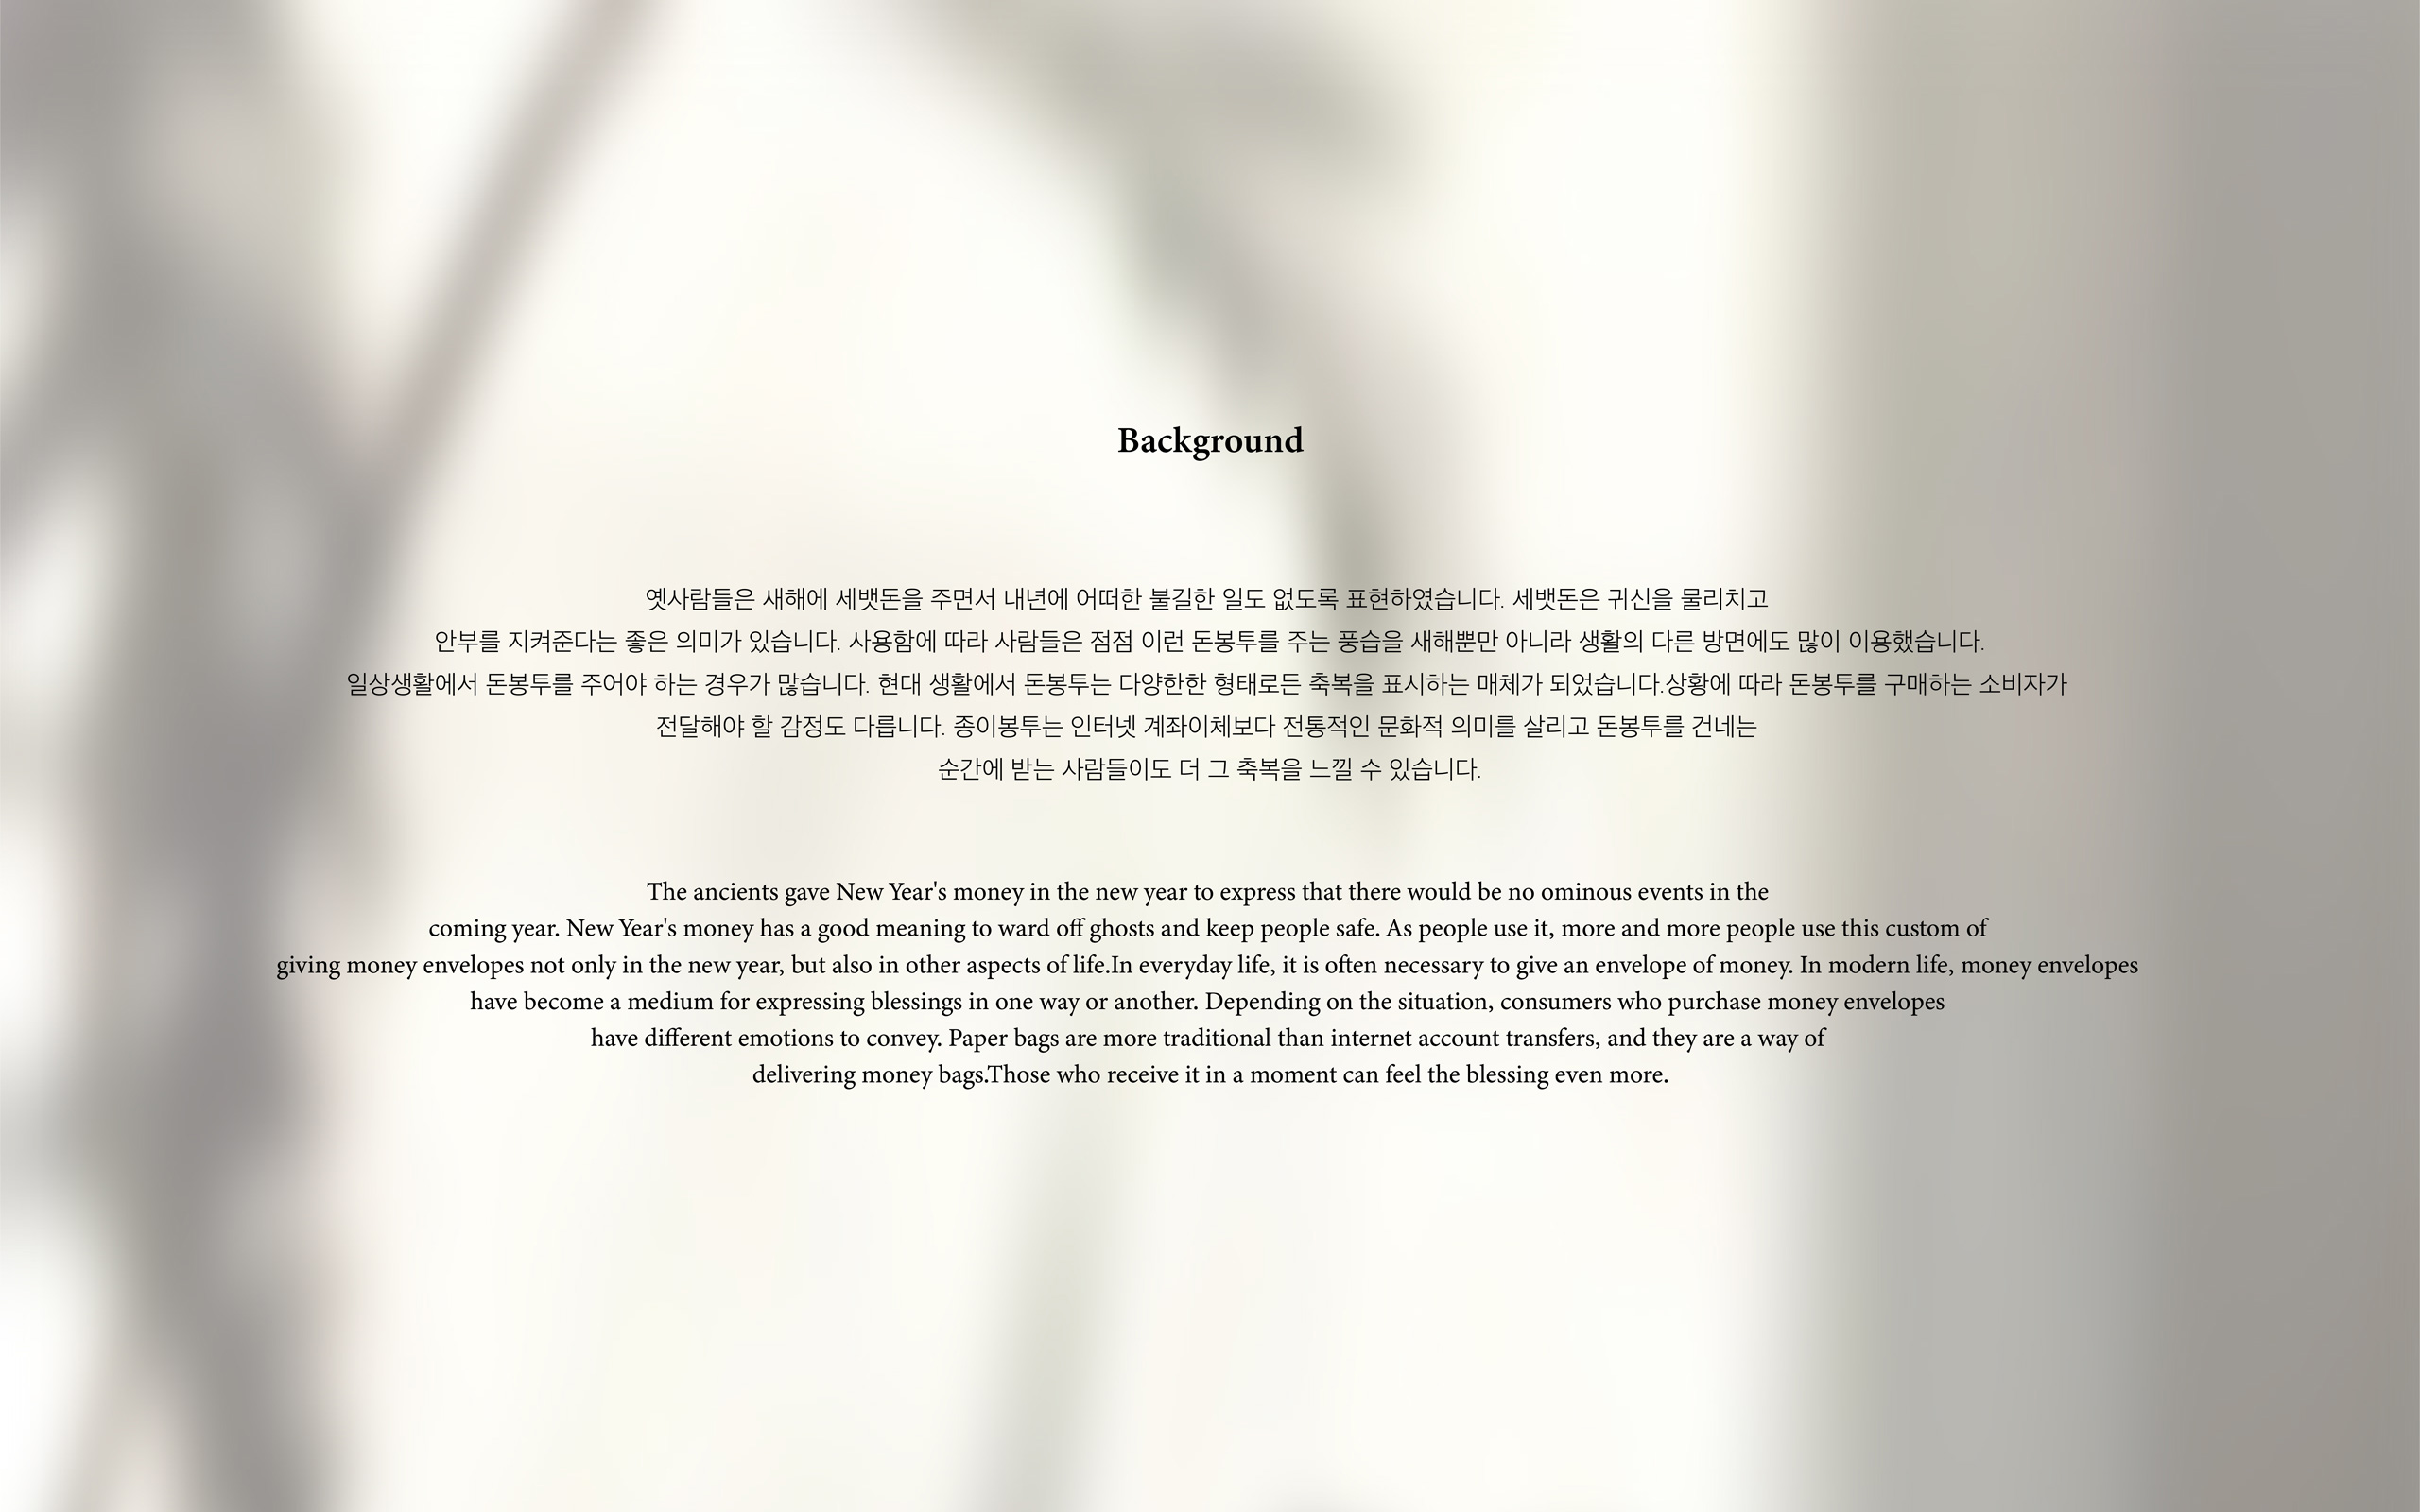 Background
옛사람들은 새해에 세뱃돈을 주면서 내년에 어떠한 불길한 일도 없도록 표현하였습니다. 세뱃돈은 귀신을 물리치고
안부를 지켜준다는 좋은 의미가 있습니다. 사용함에 따라 사람들은 점점 이런 돈봉투를 주는 풍습을 새해뿐만 아니라 생활의 다른 방면에도 많이 이용했습니다.
일상생활에서 돈봉투를 주어야 하는 경우가 많습니다. 현대 생활에서 돈봉투는 다양한한 형태로든 축복을 표시하는 매체가 되었습니다.상황에 따라 돈봉투를 구매하는 소비자가
전달해야 할 감정도 다릅니다. 종이봉투는 인터넷 계좌이체보다 전통적인 문화적 의미를 살리고 돈봉투를 건네는
순간에 받는 사람들이도 더 그 축복을 느낄 수 있습니다.
The ancients gave New Year's money in the new year to express that there would be no ominous events in the
coming year. New Year's money has a good meaning to ward off ghosts and keep people safe. As people use it, more and more people use this custom of
giving money envelopes not only in the new year, but also in other aspects of life.In everyday life, it is often necessary to give an envelope of money. In modern life, money envelopes
have become a medium for expressing blessings in one way or another. Depending on the situation, consumers who purchase money envelopes
have different emotions to convey. Paper bags are more traditional than internet account transfers, and they are a way of
delivering money bags.Those who receive it in a moment can feel the blessing even more.